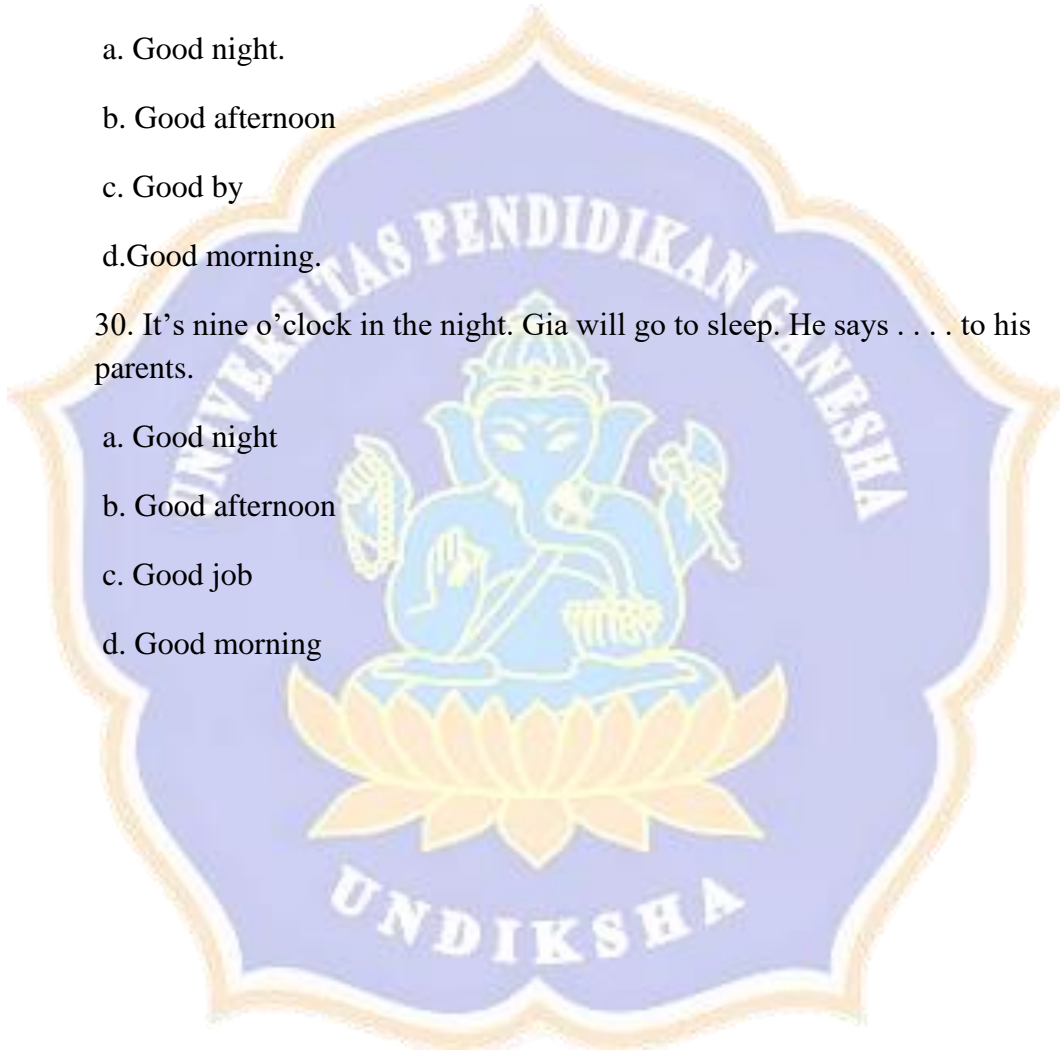 a. Good night.
b. Good afternoon
c. Good by
d.Good morning.
30. It’s nine o’clock in the night. Gia will go to sleep. He says . . . . to his
parents.
a. Good night
b. Good afternoon
c. Good job
d. Good morning
UNIVERSITAS PENDIDIKAN GANESHA
UNDIKSHA